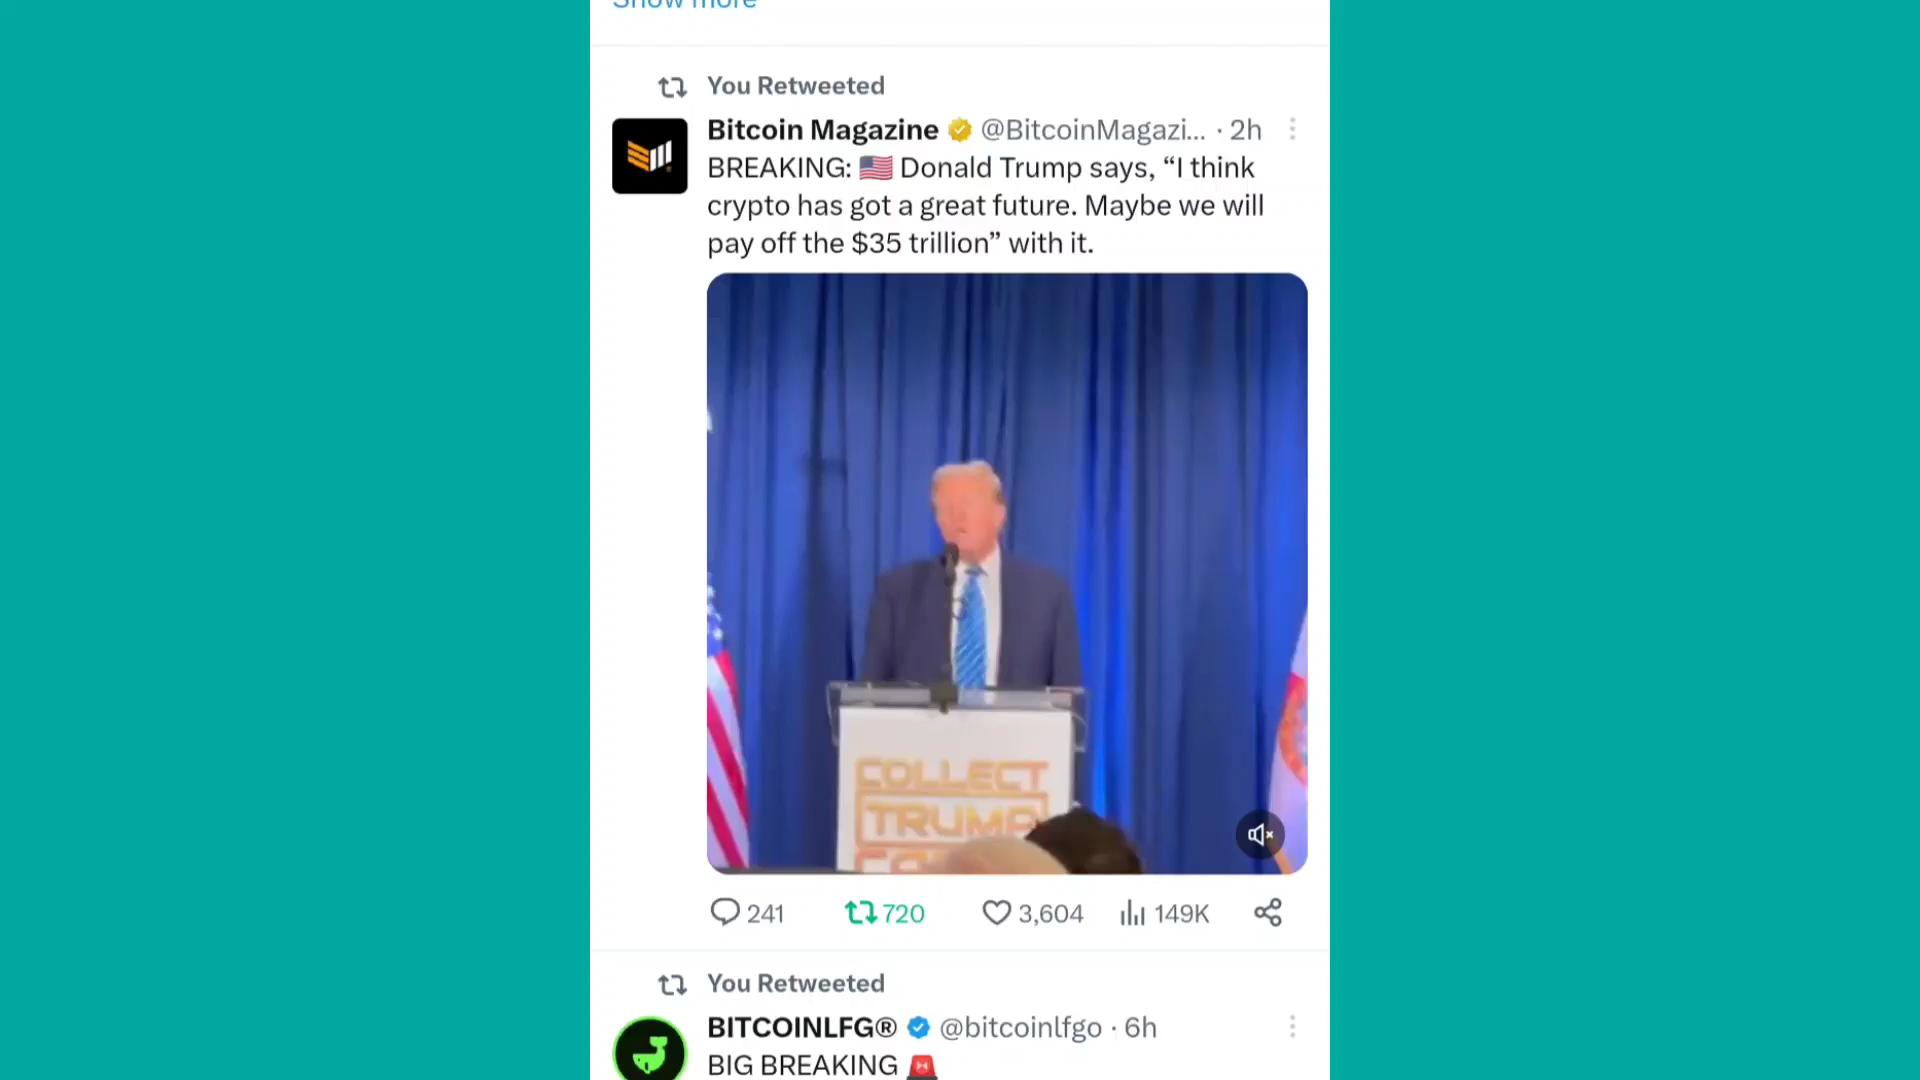 Show more
You Retweeted
Bitcoin Magazine @BitcoinMagazi... · 2h
BREAKING: 🇺🇸 Donald Trump says, “I think
crypto has got a great future. Maybe we will
pay off the $35 trillion” with it.
COLLECT
TRUMP
241 720 3,604 149K
You Retweeted
BITCOINLFG® @bitcoinlfgo · 6h
BIG BREAKING 🚨